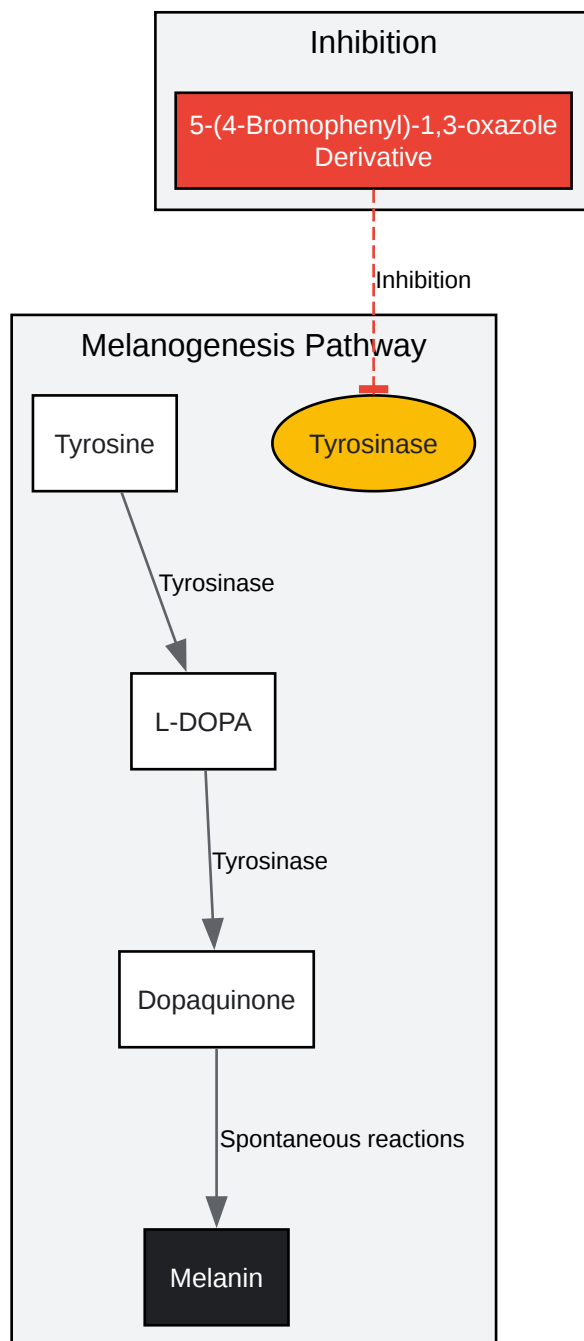 Inhibition
5-(4-Bromophenyl)-1,3-oxazole
Derivative
Inhibition
Melanogenesis Pathway
Tyrosine
Tyrosinase
Tyrosinase
L-DOPA
Tyrosinase
Dopaquinone
Spontaneous reactions
Melanin